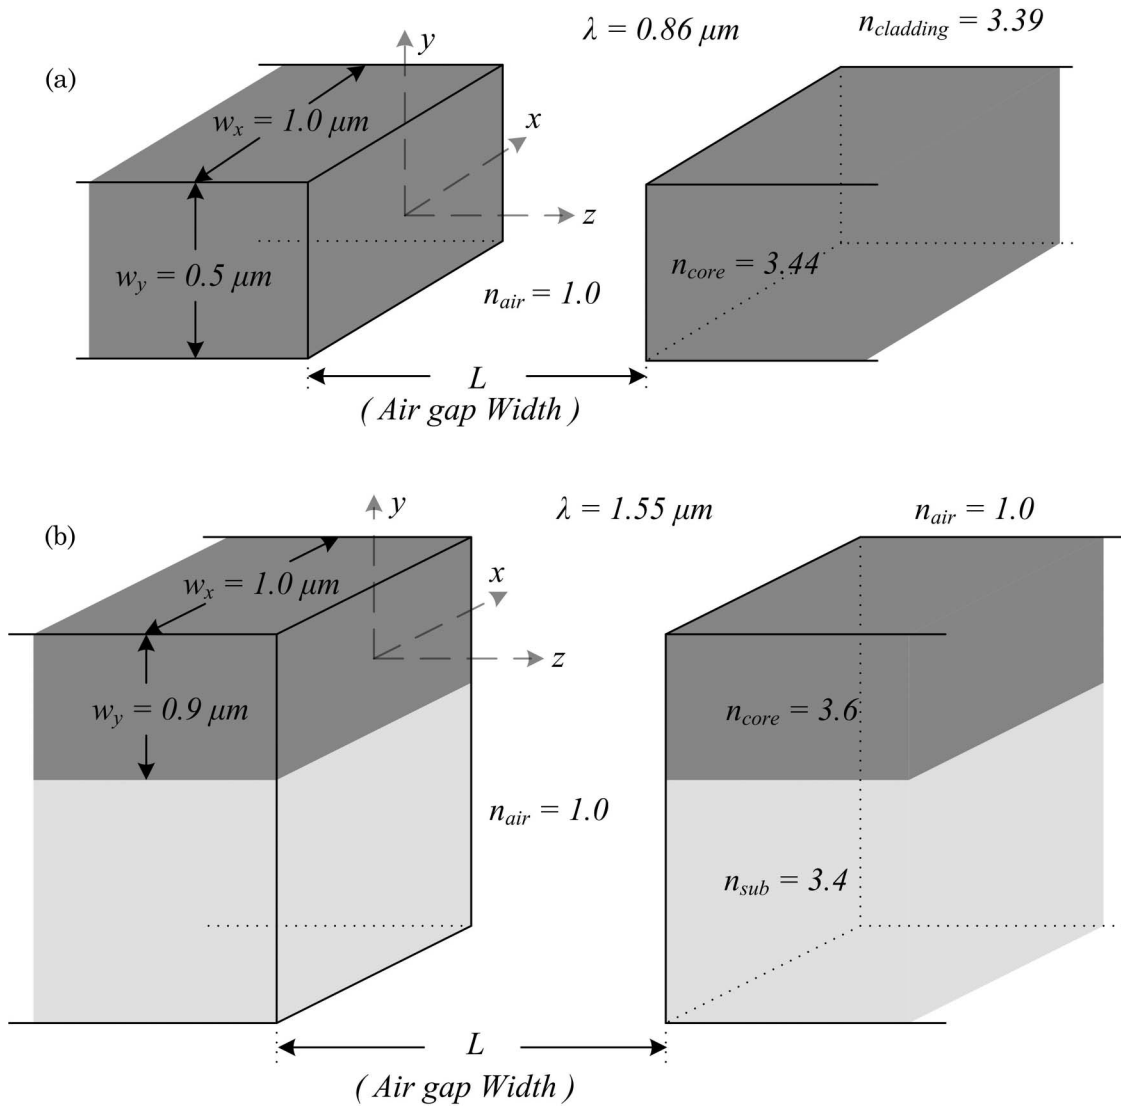 (a)
λ = 0.86 μm
n_cladding = 3.39
y
w_x = 1.0 μm
x
z
w_y = 0.5 μm
n_air = 1.0
n_core = 3.44
L
( Air gap Width )
(b)
λ = 1.55 μm
n_air = 1.0
y
w_x = 1.0 μm
x
z
w_y = 0.9 μm
n_core = 3.6
n_air = 1.0
n_sub = 3.4
L
( Air gap Width )